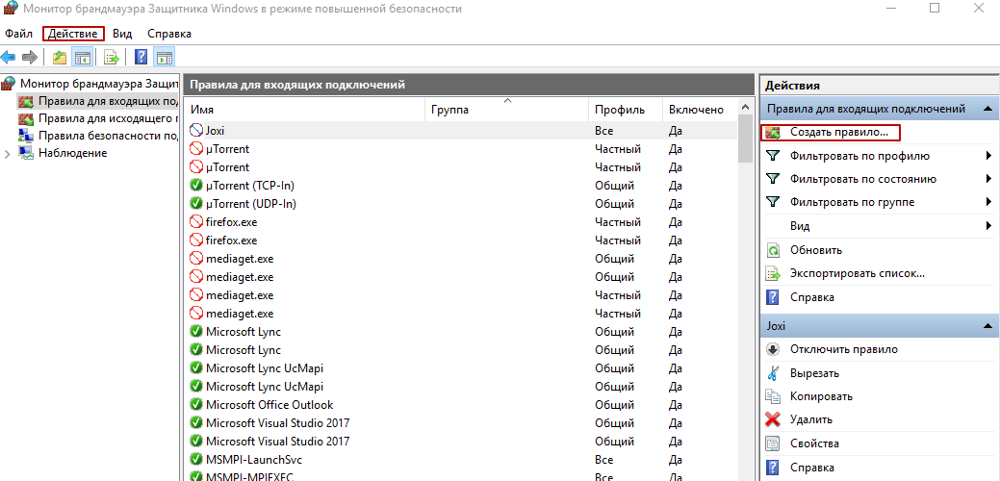 Монитор брандмауэра Защитника Windows в режиме повышенной безопасности
Файл Действие Вид Справка
Монитор брандмауэра Защит
Правила для входящих под
Правила для исходящего п
Правила безопасности под
Наблюдение
Правила для входящих подключений
Имя Группа Профиль Включено
Joxi Все Да
µTorrent Частный Да
µTorrent Частный Да
µTorrent (TCP-In) Общий Да
µTorrent (UDP-In) Общий Да
firefox.exe Частный Да
firefox.exe Частный Да
mediaget.exe Общий Да
mediaget.exe Общий Да
mediaget.exe Частный Да
mediaget.exe Частный Да
Microsoft Lync Общий Да
Microsoft Lync Общий Да
Microsoft Lync UcMapi Общий Да
Microsoft Lync UcMapi Общий Да
Microsoft Office Outlook Общий Да
Microsoft Visual Studio 2017 Общий Да
Microsoft Visual Studio 2017 Общий Да
MSMPI-LaunchSvc Все Да
MSMPI-MPIEXEC Все Да
Действия
Правила для входящих подключений
Создать правило...
Фильтровать по профилю
Фильтровать по состоянию
Фильтровать по группе
Вид
Обновить
Экспортировать список...
Справка
Joxi
Отключить правило
Вырезать
Копировать
Удалить
Свойства
Справка